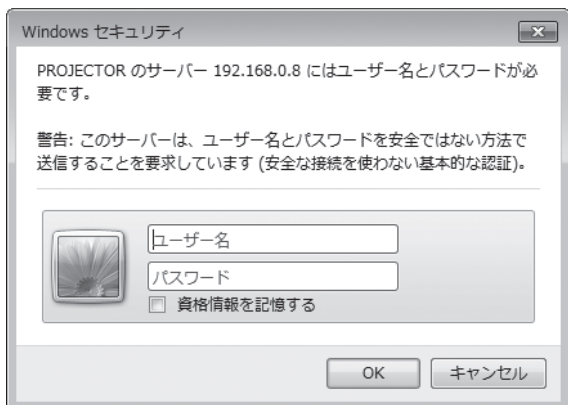 Windows セキュリティ
PROJECTOR のサーバー 192.168.0.8 にはユーザー名とパスワードが必
要です。
警告: このサーバーは、ユーザー名とパスワードを安全ではない方法で
送信することを要求しています (安全な接続を使わない基本的な認証)。
ユーザー名
パスワード
資格情報を記憶する
OK
キャンセル